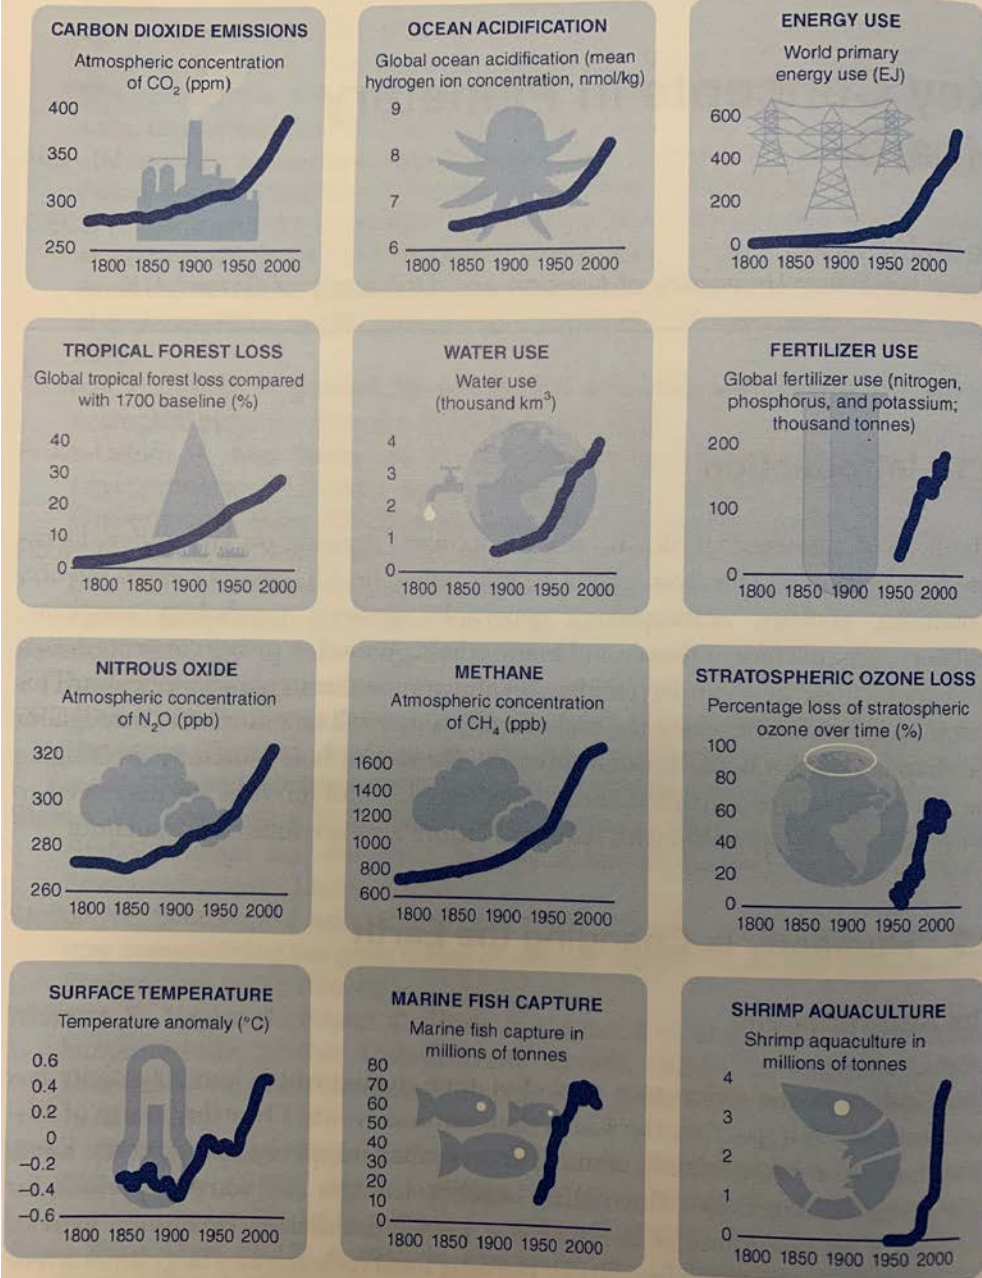 CARBON DIOXIDE EMISSIONS
Atmospheric concentration
of CO₂ (ppm)
400
350
300
250
1800 1850 1900 1950 2000
OCEAN ACIDIFICATION
Global ocean acidification (mean
hydrogen ion concentration, nmol/kg)
9
8
7
6
1800 1850 1900 1950 2000
ENERGY USE
World primary
energy use (EJ)
600
400
200
0
1800 1850 1900 1950 2000
TROPICAL FOREST LOSS
Global tropical forest loss compared
with 1700 baseline (%)
40
30
20
10
0
1800 1850 1900 1950 2000
WATER USE
Water use
(thousand km³)
4
3
2
1
0
1800 1850 1900 1950 2000
FERTILIZER USE
Global fertilizer use (nitrogen,
phosphorus, and potassium;
thousand tonnes)
200
100
0
1800 1850 1900 1950 2000
NITROUS OXIDE
Atmospheric concentration
of N₂O (ppb)
320
300
280
260
1800 1850 1900 1950 2000
METHANE
Atmospheric concentration
of CH₄ (ppb)
1600
1400
1200
1000
800
600
1800 1850 1900 1950 2000
STRATOSPHERIC OZONE LOSS
Percentage loss of stratospheric
ozone over time (%)
100
80
60
40
20
0
1800 1850 1900 1950 2000
SURFACE TEMPERATURE
Temperature anomaly (°C)
0.6
0.4
0.2
0
−0.2
−0.4
−0.6
1800 1850 1900 1950 2000
MARINE FISH CAPTURE
Marine fish capture in
millions of tonnes
80
70
60
50
40
30
20
10
0
1800 1850 1900 1950 2000
SHRIMP AQUACULTURE
Shrimp aquaculture in
millions of tonnes
4
3
2
1
0
1800 1850 1900 1950 2000